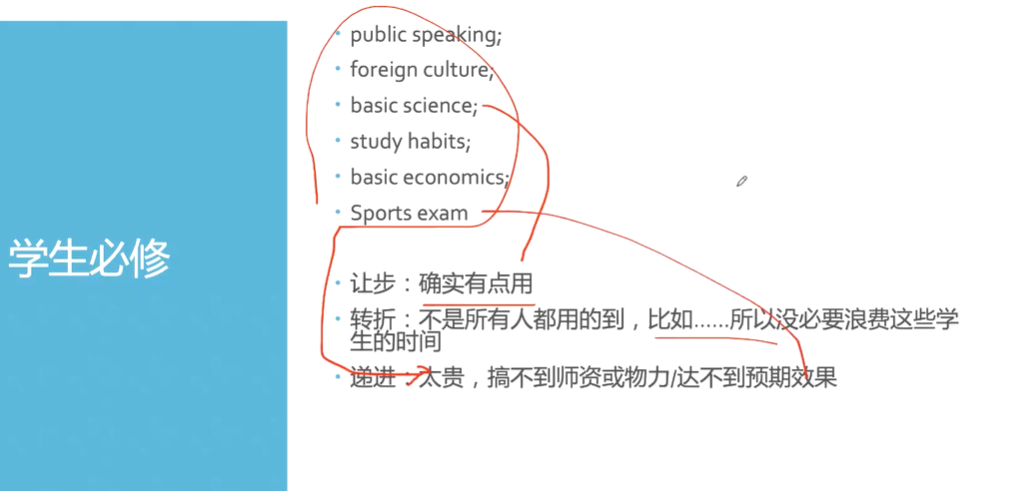 学生必修
public speaking;
foreign culture;
basic science;
study habits;
basic economics;
Sports exam
让步：确实有点用
转折：不是所有人都用的到，比如……所以没必要浪费这些学
生的时间
递进：太贵，搞不到师资或物力/达不到预期效果